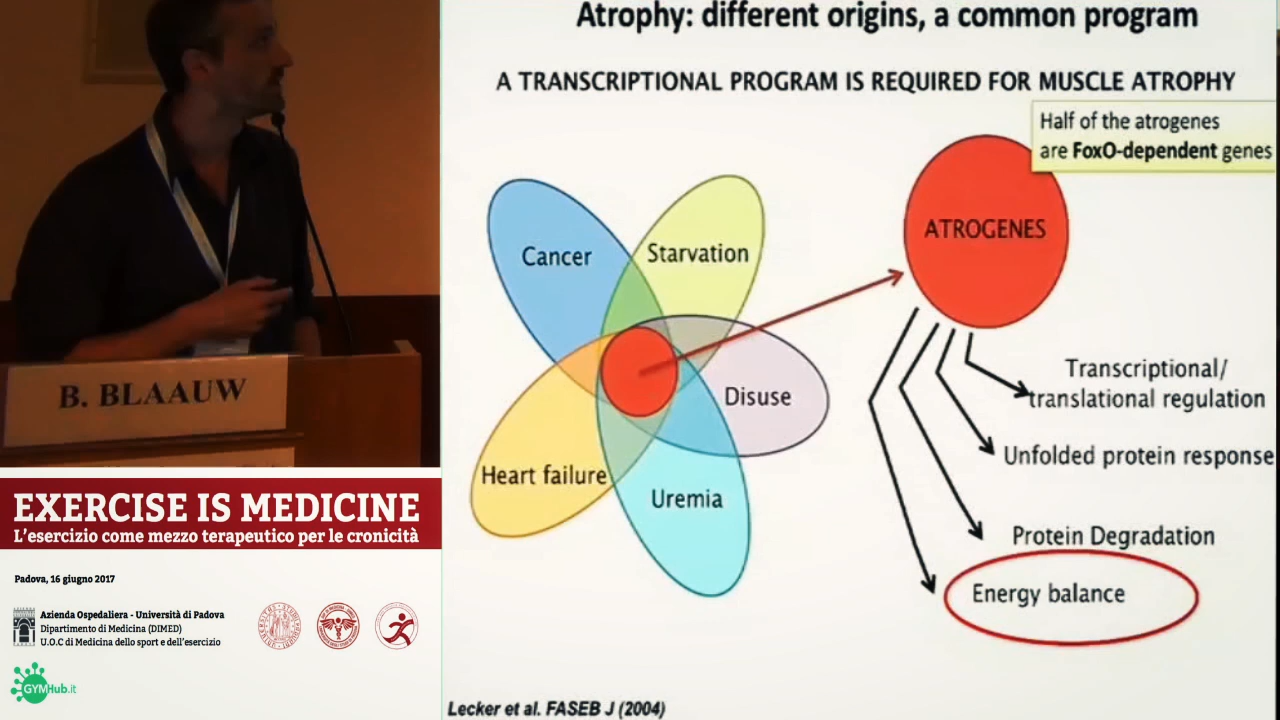 B. BLAAUW
EXERCISE IS MEDICINE
L'esercizio come mezzo terapeutico per le cronicità
Padova, 16 giugno 2017
Azienda Ospedaliera - Università di Padova
Dipartimento di Medicina (DIMED)
U.O.C di Medicina dello sport e dell'esercizio
GYMHub.it
Atrophy: different origins, a common program
A TRANSCRIPTIONAL PROGRAM IS REQUIRED FOR MUSCLE ATROPHY
Half of the atrogenes
are FoxO-dependent genes
ATROGENES
Cancer
Starvation
Disuse
Heart failure
Uremia
Transcriptional/
translational regulation
Unfolded protein response
Protein Degradation
Energy balance
Lecker et al. FASEB J (2004)